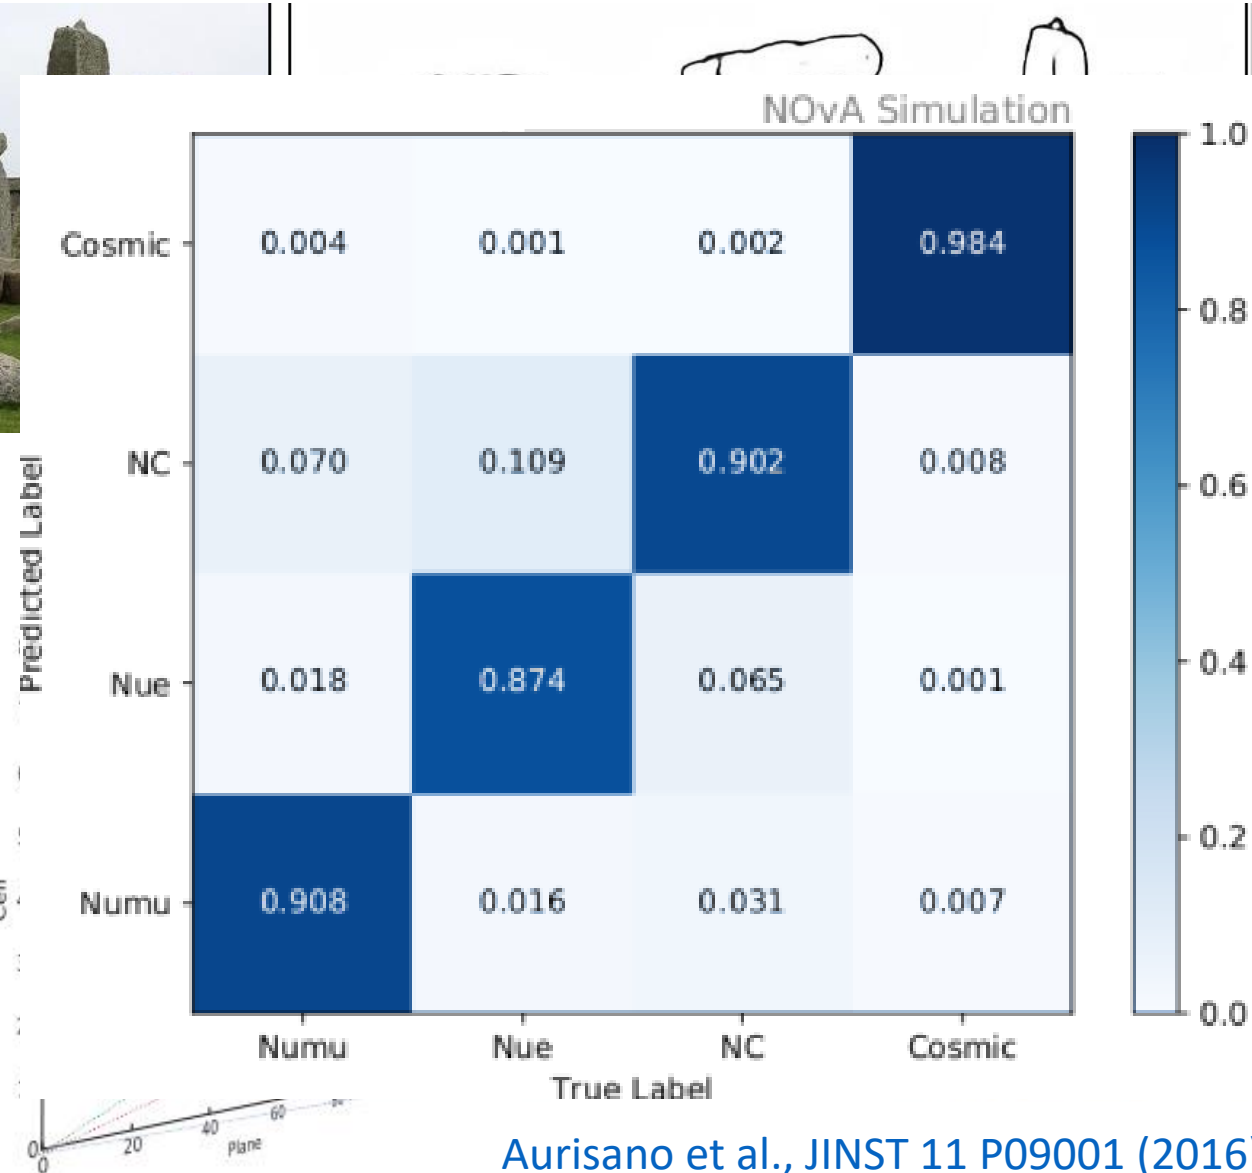 NOvA Simulation
1.0
Cosmic 0.004 0.001 0.002 0.984
0.8
NC 0.070 0.109 0.902 0.008
0.6
Predicted Label
0.4
Nue 0.018 0.874 0.065 0.001
0.2
Numu 0.908 0.016 0.031 0.007
0.0
Numu Nue NC Cosmic
True Label
0 20 40 60
0
Plane
Aurisano et al., JINST 11 P09001 (2016)